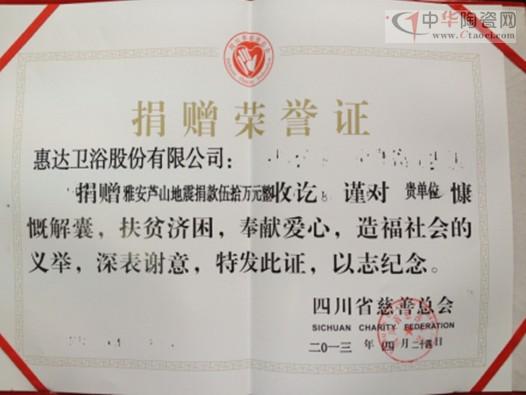 中华陶瓷网
www.Ctaoci.com
捐赠荣誉证
惠达卫浴股份有限公司：
捐赠雅安芦山地震捐款伍拾万元整收讫。谨对 贵单位 慷
慨解囊，扶贫济困，奉献爱心，造福社会的
义举，深表谢意，特发此证，以志纪念。
四川省慈善总会
SICHUAN CHARITY FEDERATION
二〇一三 年 四 月 二十四